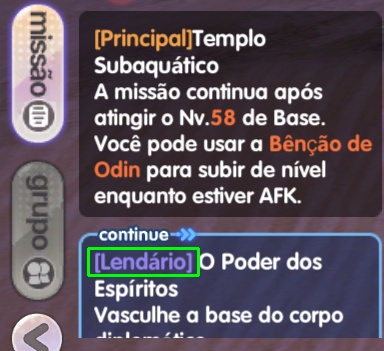 missão
grupo
[Principal]Templo
Subaquático
A missão continua após
atingir o Nv.58 de Base.
Você pode usar a Bênção de
Odin para subir de nível
enquanto estiver AFK.
continue
[Lendário] O Poder dos
Espíritos
Vasculhe a base do corpo
diplomático